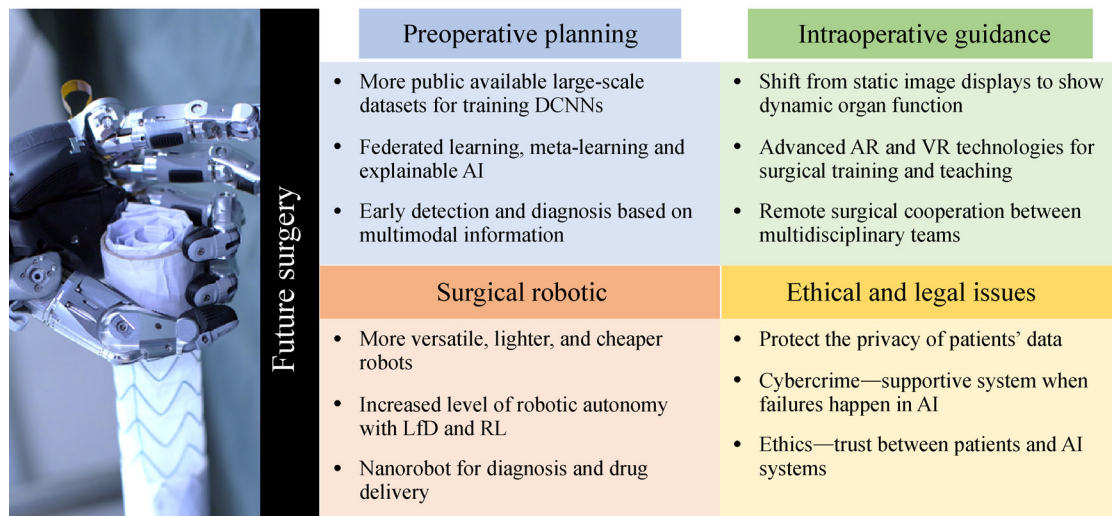 Future surgery
Preoperative planning
• More public available large-scale
datasets for training DCNNs
• Federated learning, meta-learning and
explainable AI
• Early detection and diagnosis based on
multimodal information
Intraoperative guidance
• Shift from static image displays to show
dynamic organ function
• Advanced AR and VR technologies for
surgical training and teaching
• Remote surgical cooperation between
multidisciplinary teams
Surgical robotic
• More versatile, lighter, and cheaper
robots
• Increased level of robotic autonomy
with LfD and RL
• Nanorobot for diagnosis and drug
delivery
Ethical and legal issues
• Protect the privacy of patients’ data
• Cybercrime—supportive system when
failures happen in AI
• Ethics—trust between patients and AI
systems